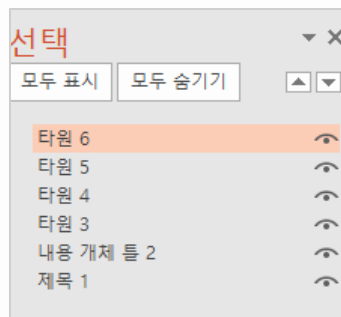 선택
모두 표시 모두 숨기기
타원 6
타원 5
타원 4
타원 3
내용 개체 틀 2
제목 1